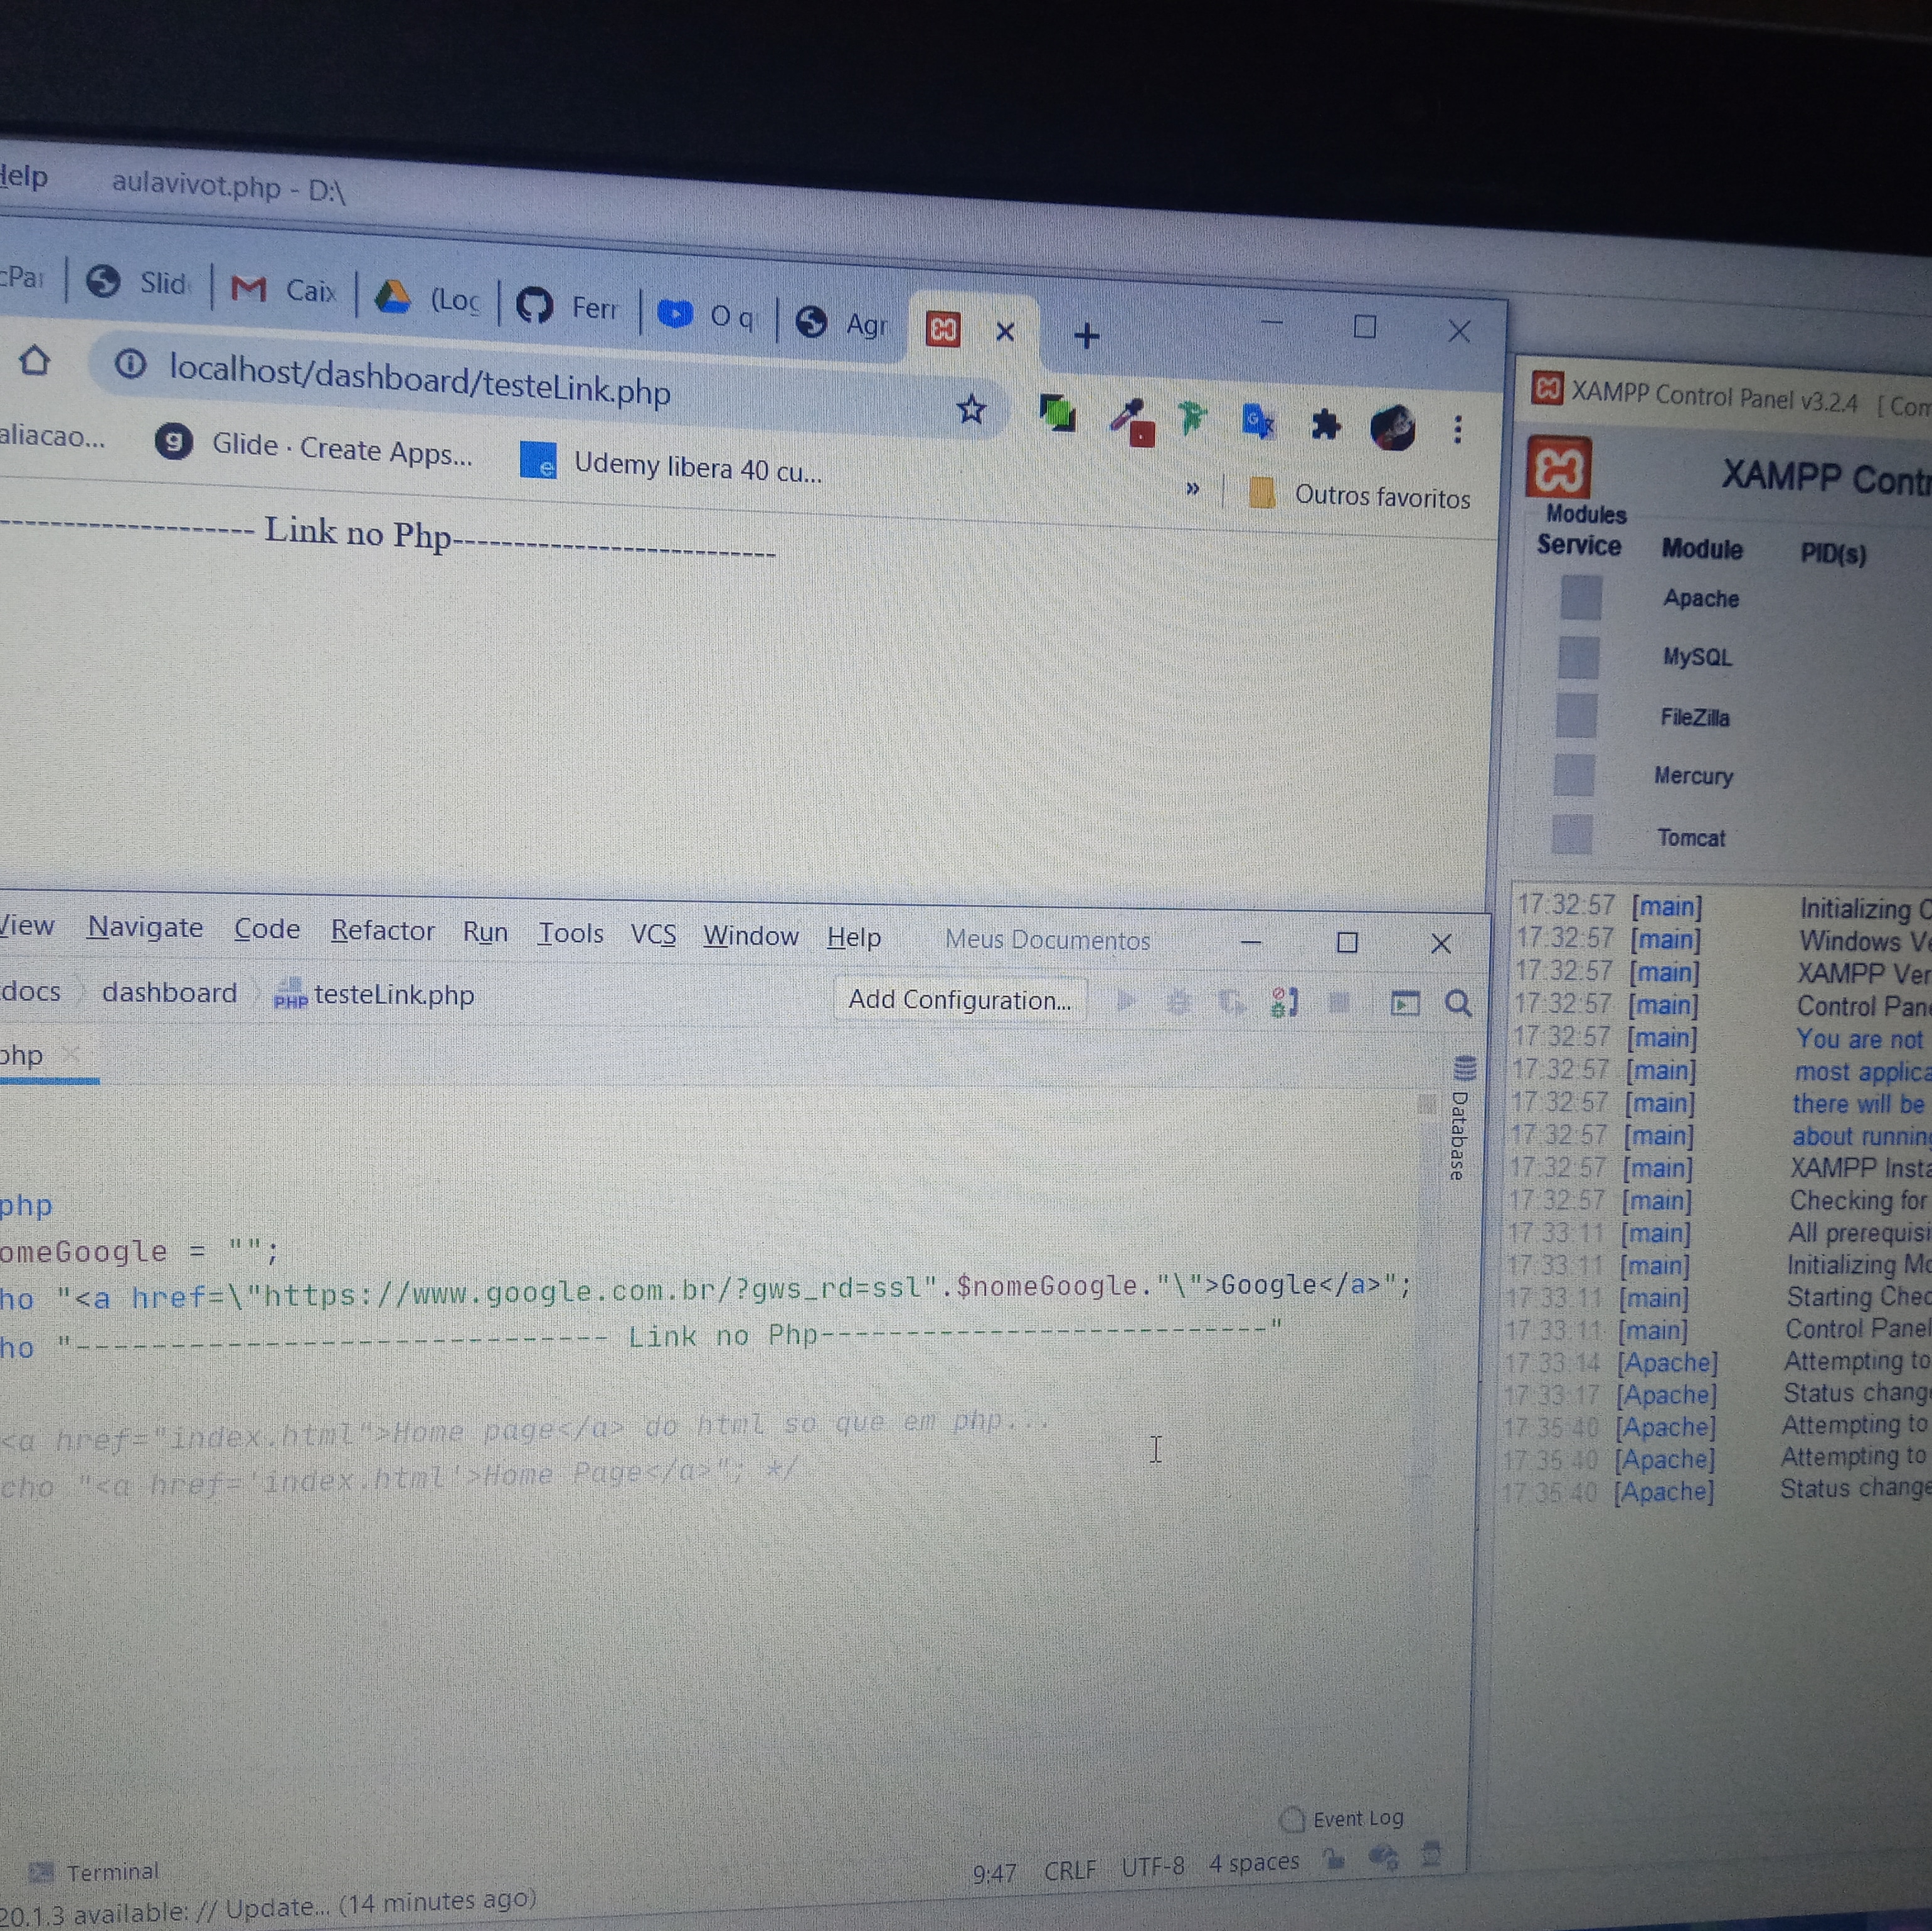 Help aulavivot.php - D:\
Slid Caix (Log Ferr O q Agr
localhost/dashboard/testeLink.php
aliacao... Glide · Create Apps... Udemy libera 40 cu...
» Outros favoritos
---------------------- Link no Php---------------------------
View Navigate Code Refactor Run Tools VCS Window Help Meus Documentos
docs dashboard testeLink.php Add Configuration...
php
Database
php
omeGoogle = "";
ho "<a href=\"https://www.google.com.br/?gws_rd=ssl".$nomeGoogle."\">Google</a>";
ho "---------------------------- Link no Php---------------------------"
<a href="index.html">Home page</a> do html so que em php...
cho "<a href='index.html'>Home Page</a>"; */
Event Log
Terminal
9:47 CRLF UTF-8 4 spaces
20.1.3 available: // Update... (14 minutes ago)
XAMPP Control Panel v3.2.4 [ Com
XAMPP Contr
Modules
Service Module PID(s)
Apache
MySQL
FileZilla
Mercury
Tomcat
17:32:57 [main] Initializing C
17:32:57 [main] Windows Ve
17:32:57 [main] XAMPP Ver
17:32:57 [main] Control Pane
17:32:57 [main] You are not
17:32:57 [main] most applica
17:32:57 [main] there will be
17:32:57 [main] about running
17:32:57 [main] XAMPP Insta
17:32:57 [main] Checking for
17:33:11 [main] All prerequisi
17:33:11 [main] Initializing Mo
17:33:11 [main] Starting Chec
17:33:11 [main] Control Panel
17:33:14 [Apache] Attempting to
17:33:17 [Apache] Status change
17:35:40 [Apache] Attempting to
17:35:40 [Apache] Attempting to
17:35:40 [Apache] Status change